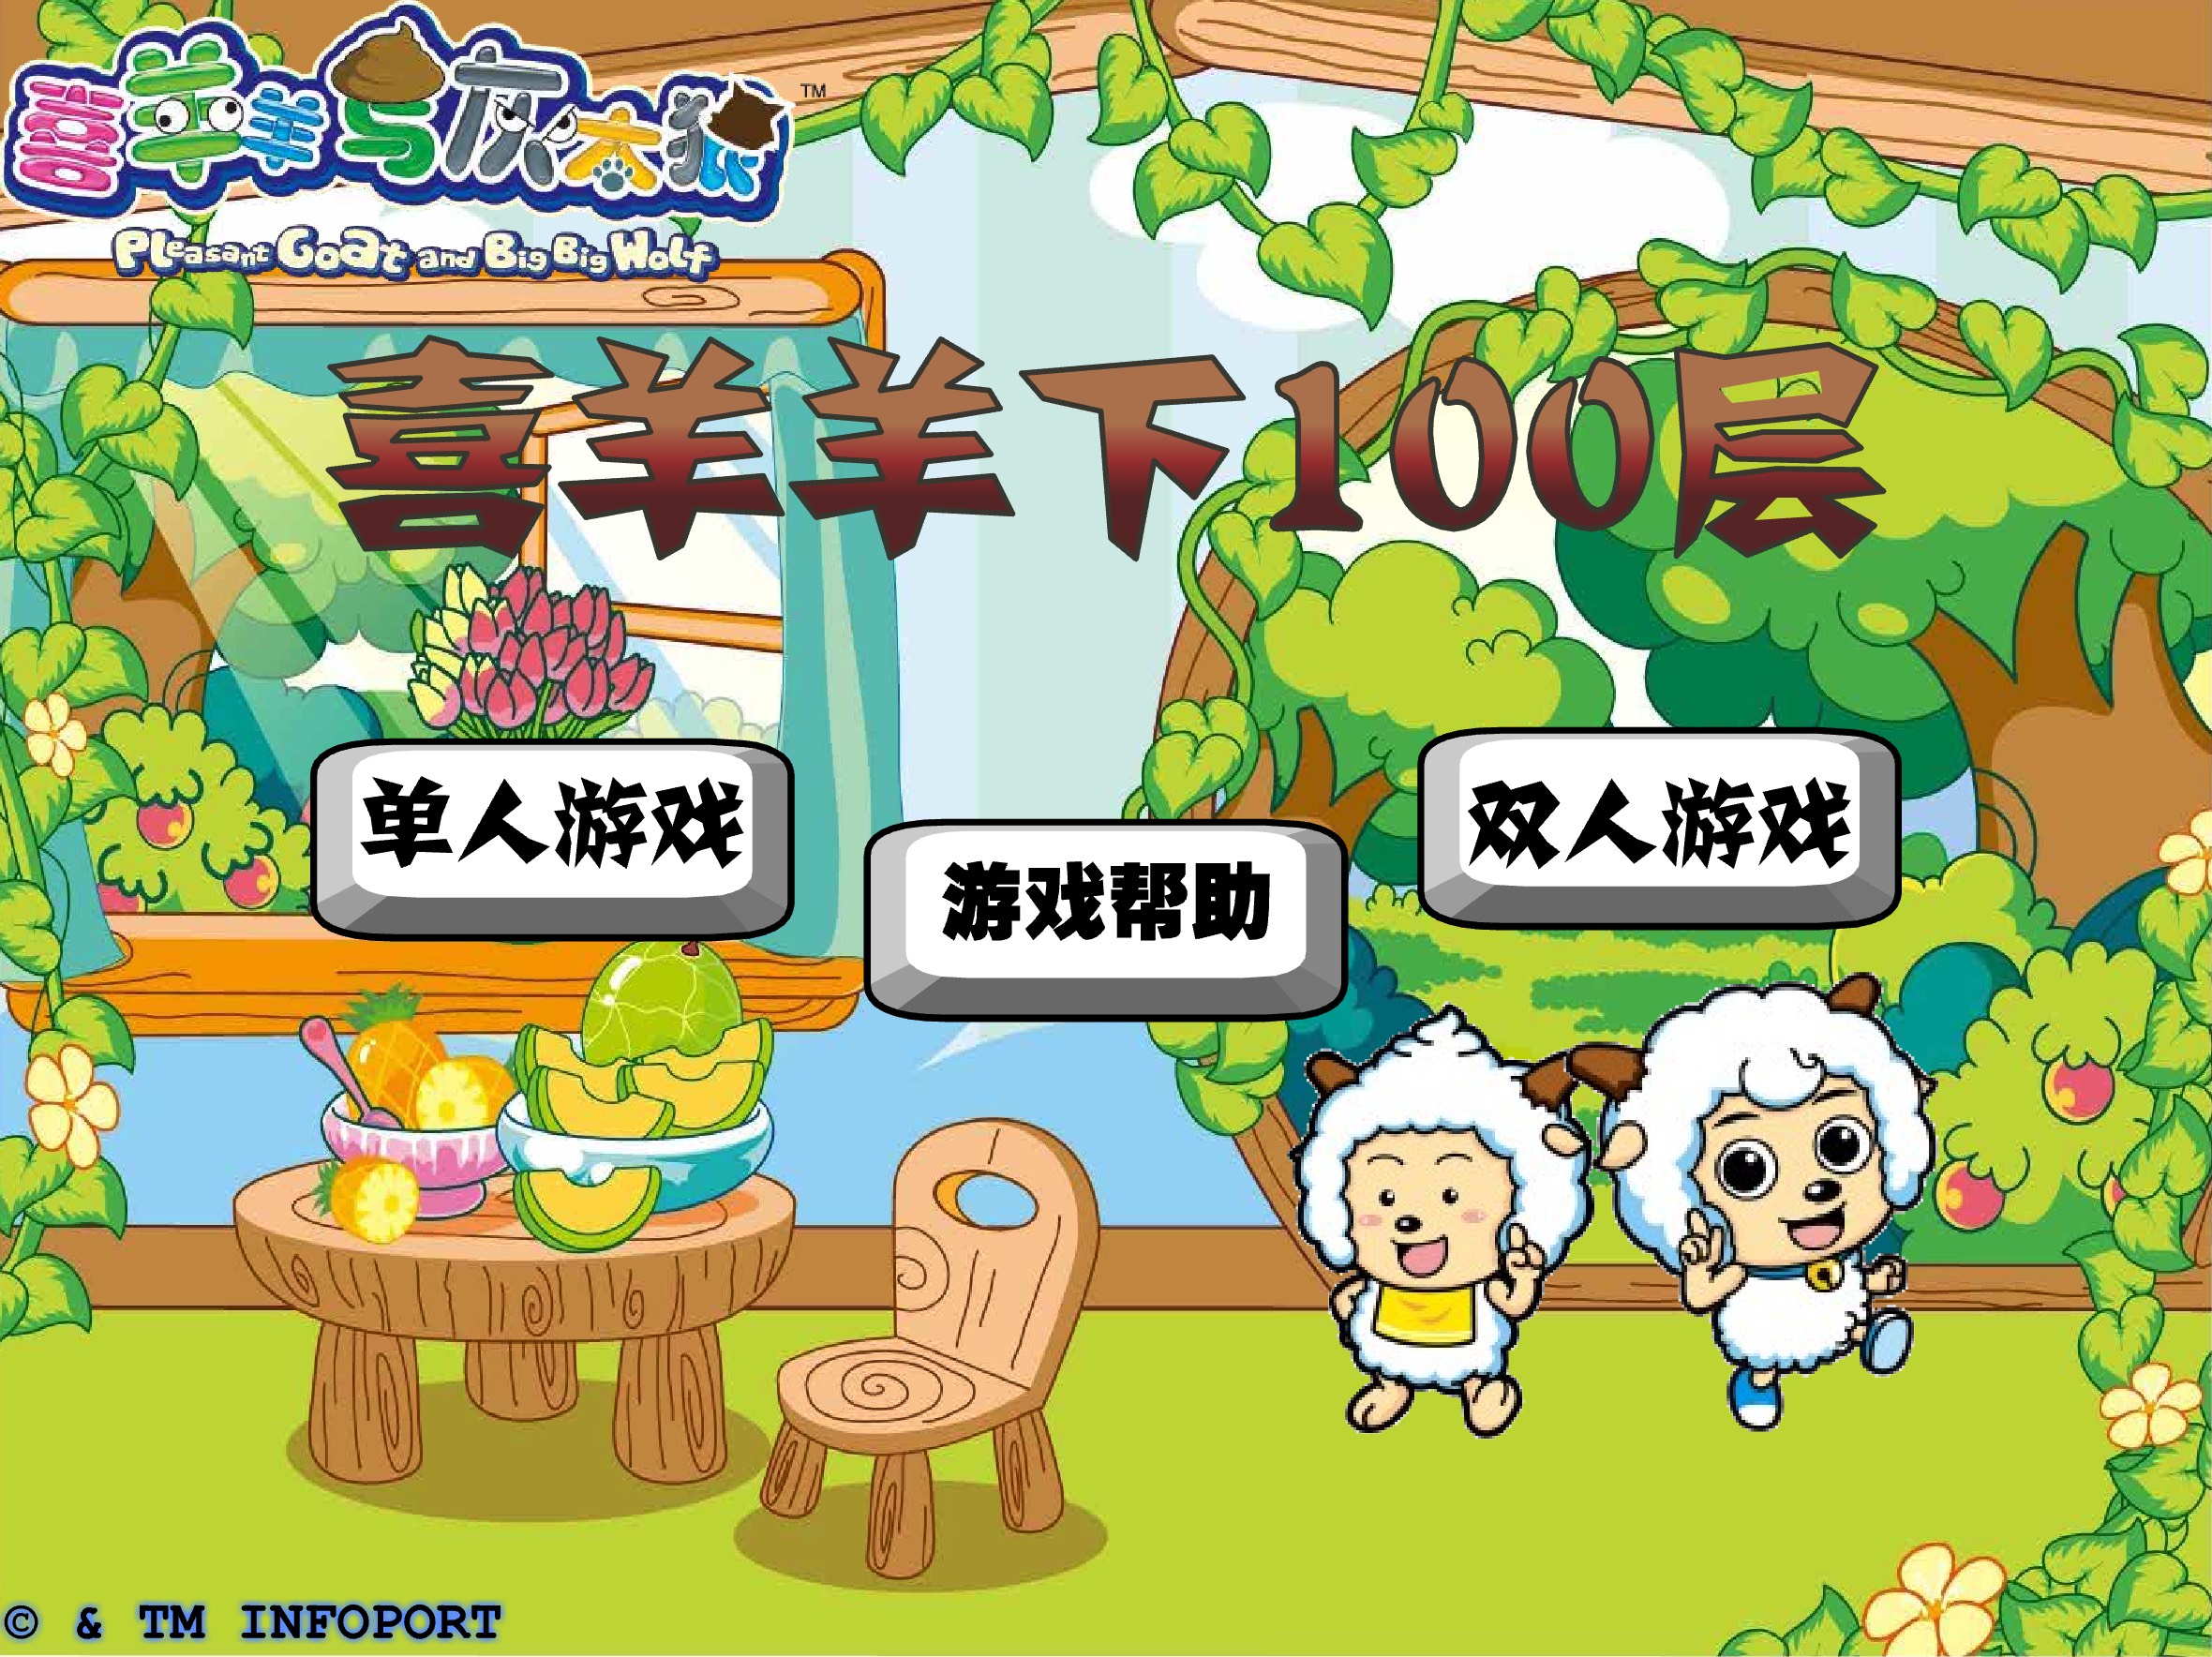 喜羊羊与灰太狼 TM
Pleasant Goat and Big Big Wolf
喜羊羊下100层
单人游戏
双人游戏
游戏帮助
© & TM INFOPORT